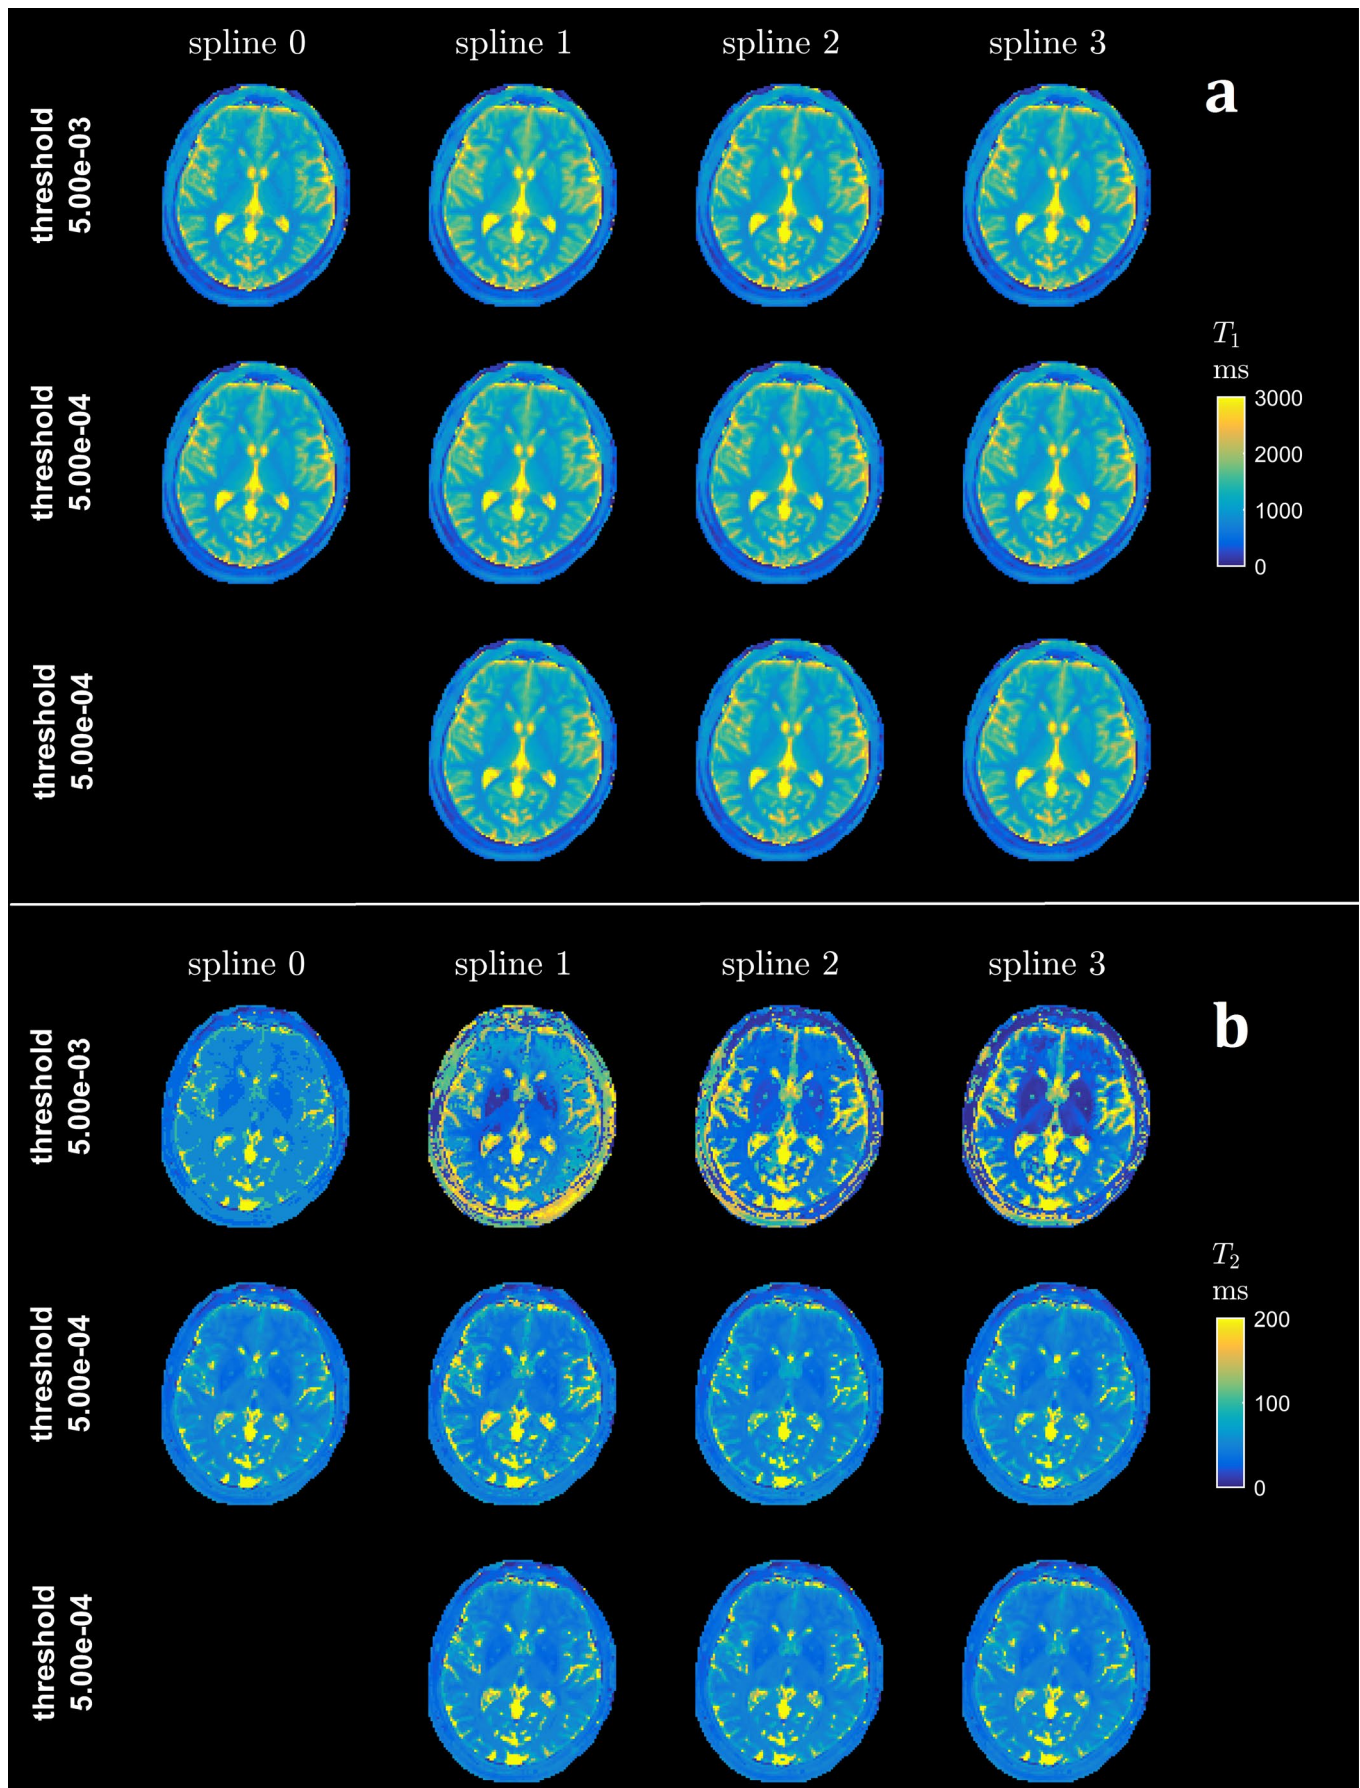 spline 0 spline 1 spline 2 spline 3
a
threshold
5.00e-03
T1
ms
3000
2000
1000
0
threshold
5.00e-04
threshold
5.00e-04
spline 0 spline 1 spline 2 spline 3
b
threshold
5.00e-03
T2
ms
200
100
0
threshold
5.00e-04
threshold
5.00e-04